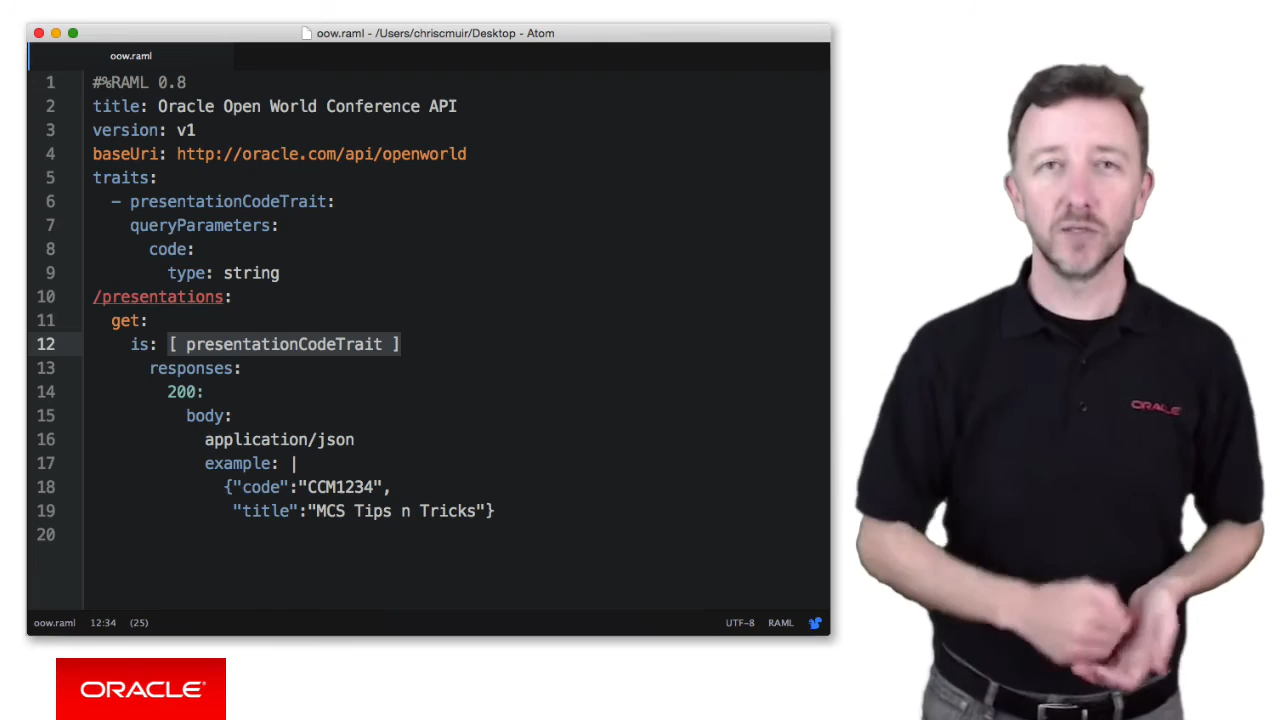 oow.raml - /Users/chriscmuir/Desktop - Atom
oow.raml
1 #%RAML 0.8
2 title: Oracle Open World Conference API
3 version: v1
4 baseUri: http://oracle.com/api/openworld
5 traits:
6 - presentationCodeTrait:
7 queryParameters:
8 code:
9 type: string
10 /presentations:
11 get:
12 is: [ presentationCodeTrait ]
13 responses:
14 200:
15 body:
16 application/json
17 example: |
18 {"code":"CCM1234",
19 "title":"MCS Tips n Tricks"}
20
oow.raml 12:34 (25) UTF-8 RAML
ORACLE®
ORACLE